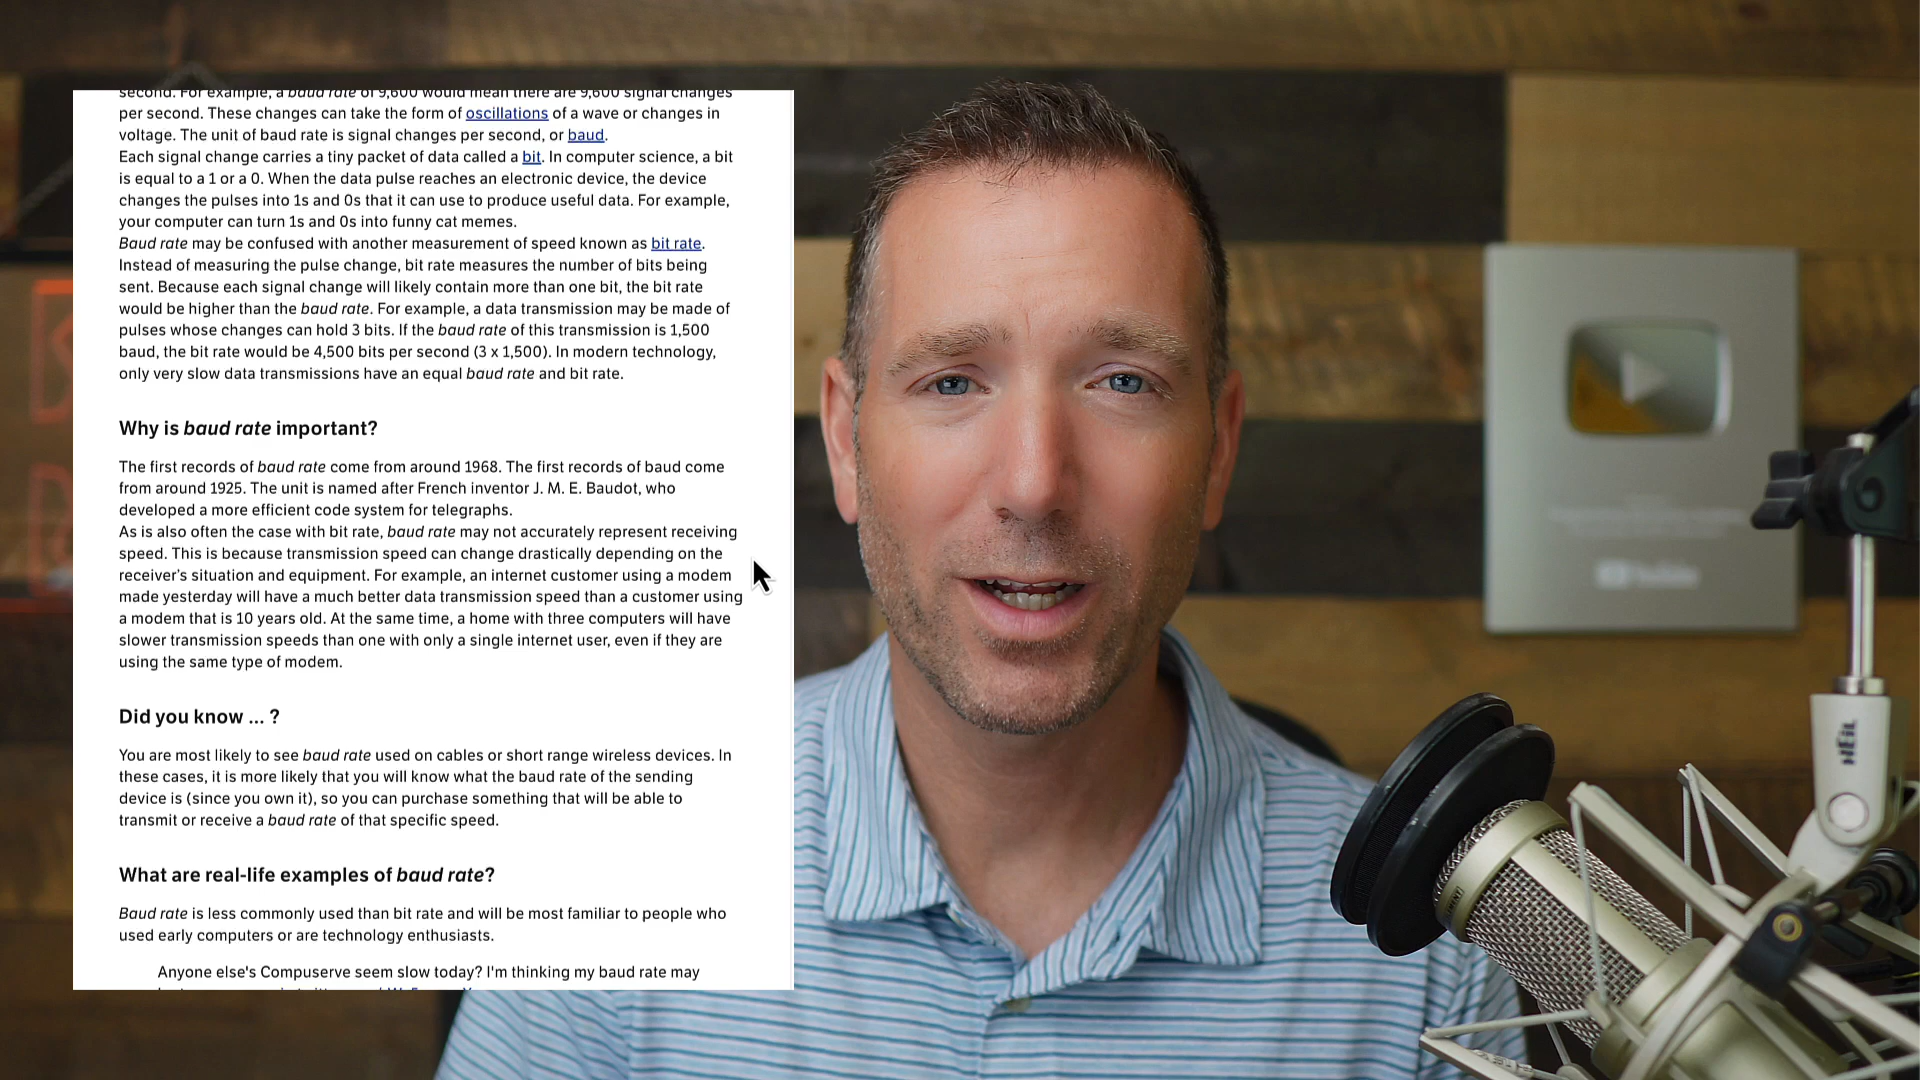 second. For example, a baud rate of 9,600 would mean there are 9,600 signal changes
per second. These changes can take the form of oscillations of a wave or changes in
voltage. The unit of baud rate is signal changes per second, or baud.
Each signal change carries a tiny packet of data called a bit. In computer science, a bit
is equal to a 1 or a 0. When the data pulse reaches an electronic device, the device
changes the pulses into 1s and 0s that it can use to produce useful data. For example,
your computer can turn 1s and 0s into funny cat memes.
Baud rate may be confused with another measurement of speed known as bit rate.
Instead of measuring the pulse change, bit rate measures the number of bits being
sent. Because each signal change will likely contain more than one bit, the bit rate
would be higher than the baud rate. For example, a data transmission may be made of
pulses whose changes can hold 3 bits. If the baud rate of this transmission is 1,500
baud, the bit rate would be 4,500 bits per second (3 x 1,500). In modern technology,
only very slow data transmissions have an equal baud rate and bit rate.
Why is baud rate important?
The first records of baud rate come from around 1968. The first records of baud come
from around 1925. The unit is named after French inventor J. M. E. Baudot, who
developed a more efficient code system for telegraphs.
As is also often the case with bit rate, baud rate may not accurately represent receiving
speed. This is because transmission speed can change drastically depending on the
receiver's situation and equipment. For example, an internet customer using a modem
made yesterday will have a much better data transmission speed than a customer using
a modem that is 10 years old. At the same time, a home with three computers will have
slower transmission speeds than one with only a single internet user, even if they are
using the same type of modem.
Did you know ... ?
You are most likely to see baud rate used on cables or short range wireless devices. In
these cases, it is more likely that you will know what the baud rate of the sending
device is (since you own it), so you can purchase something that will be able to
transmit or receive a baud rate of that specific speed.
What are real-life examples of baud rate?
Baud rate is less commonly used than bit rate and will be most familiar to people who
used early computers or are technology enthusiasts.
Anyone else's Compuserve seem slow today? I'm thinking my baud rate may
HEIL